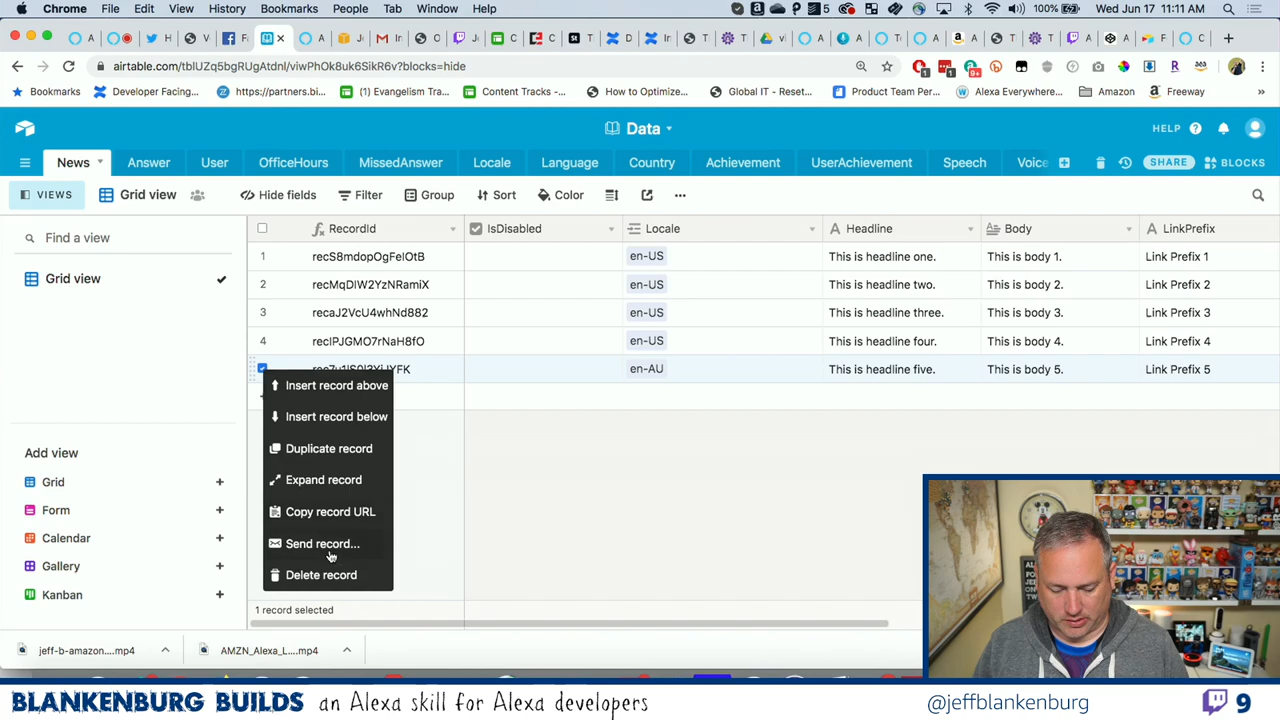 Chrome File Edit View History Bookmarks People Tab Window Help 5 100% Wed Jun 17 11:11 AM
airtable.com/tblUZq5bgRUgAtdnl/viwPhOk8uk6SikR6v?blocks=hide
Bookmarks Developer Facing... https://partners.bi... (1) Evangelism Tra... Content Tracks -... How to Optimize... Global IT - Reset... Product Team Per... Alexa Everywhere... Amazon Freeway »
Data
HELP
News Answer User OfficeHours MissedAnswer Locale Language Country Achievement UserAchievement Speech Voice SHARE BLOCKS
VIEWS Grid view Hide fields Filter Group Sort Color
Find a view
Grid view
RecordId IsDisabled Locale Headline Body LinkPrefix
1 recS8mdopOgFeIOtB en-US This is headline one. This is body 1. Link Prefix 1
2 recMqDIW2YzNRamiX en-US This is headline two. This is body 2. Link Prefix 2
3 recaJ2VcU4whNd882 en-US This is headline three. This is body 3. Link Prefix 3
4 recIPJGMO7rNaH8fO en-US This is headline four. This is body 4. Link Prefix 4
en-AU This is headline five. This is body 5. Link Prefix 5
Insert record above
Insert record below
Duplicate record
Expand record
Copy record URL
Send record...
Delete record
Add view
Grid +
Form +
Calendar +
Gallery +
Kanban +
1 record selected
jeff-b-amazon....mp4 AMZN_Alexa_L....mp4
BLANKENBURG BUILDS an Alexa skill for Alexa developers @jeffblankenburg 9